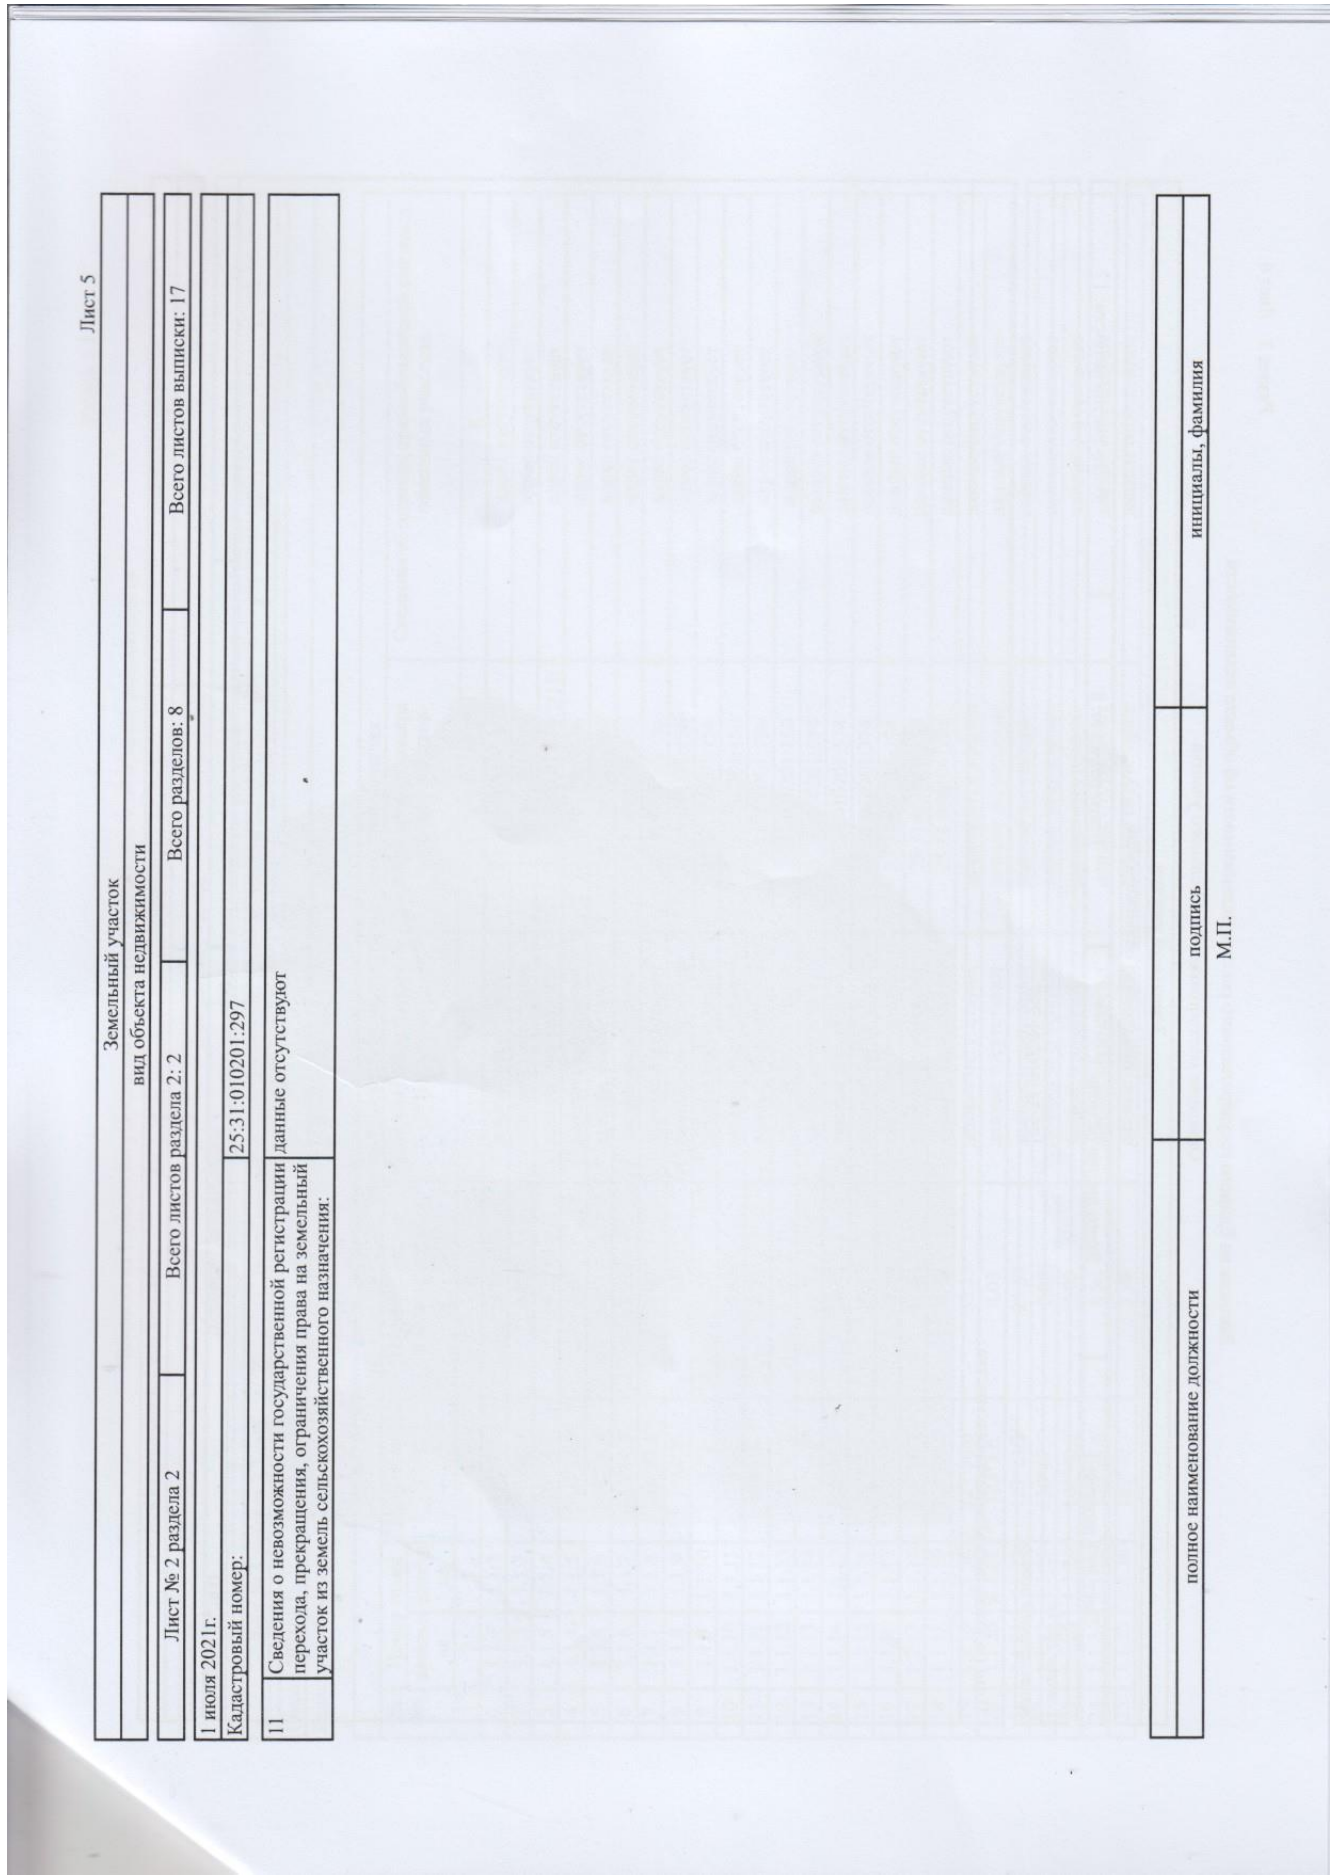 Лист 5
Земельный участок
вид объекта недвижимости
Лист № 2 раздела 2 Всего листов раздела 2: 2 Всего разделов: 8 Всего листов выписки: 17
1 июля 2021г.
Кадастровый номер: 25:31:010201:297
11 Сведения о невозможности государственной регистрации данные отсутствуют
перехода, прекращения, ограничения права на земельный
участок из земель сельскохозяйственного назначения:
полное наименование должности подпись инициалы, фамилия
М.П.